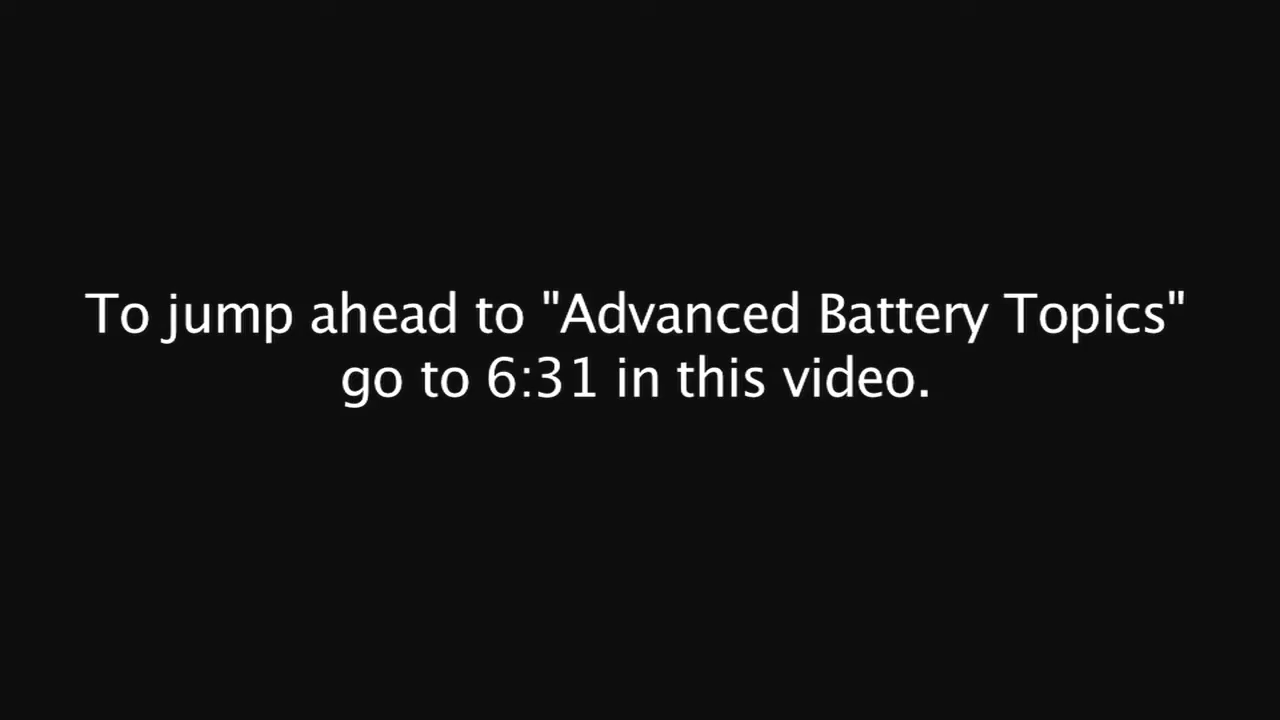 To jump ahead to "Advanced Battery Topics"
go to 6:31 in this video.